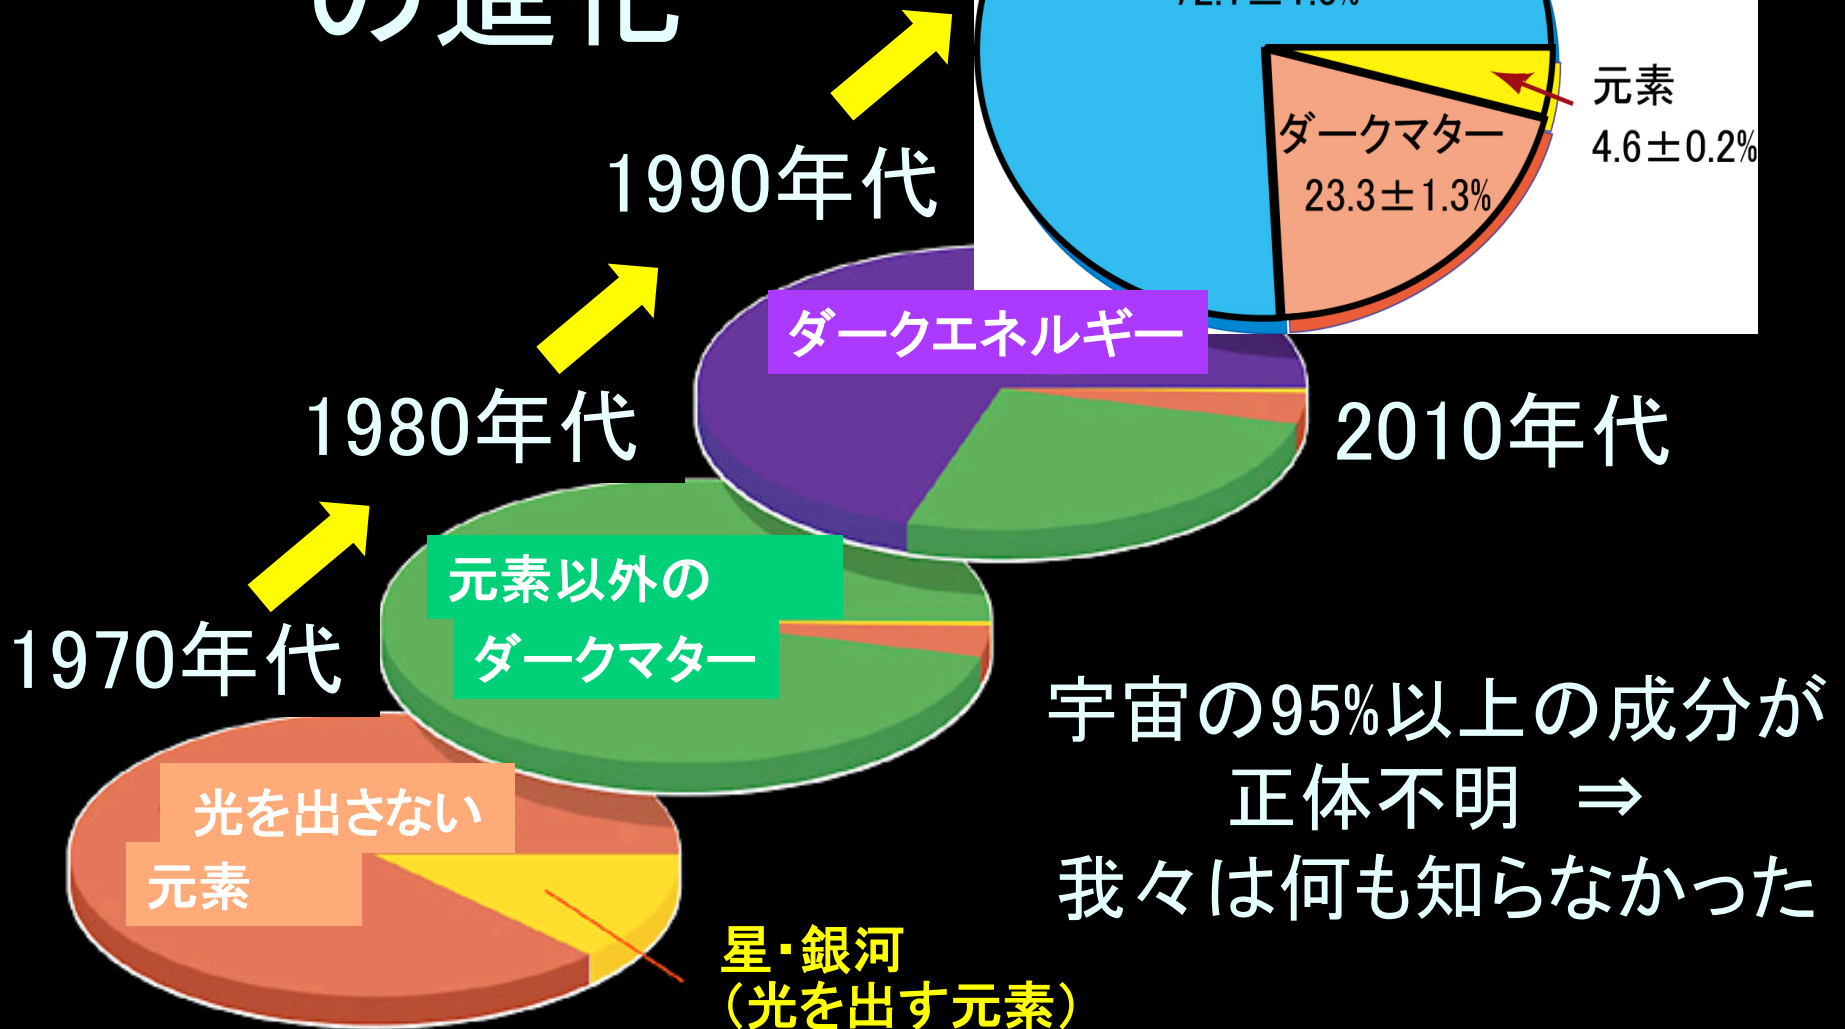 の進化
元素
4.6±0.2%
ダークマター
23.3±1.3%
1990年代
ダークエネルギー
1980年代
2010年代
元素以外の
ダークマター
1970年代
宇宙の95%以上の成分が
正体不明 ⇒
我々は何も知らなかった
光を出さない
元素
星・銀河
(光を出す元素)